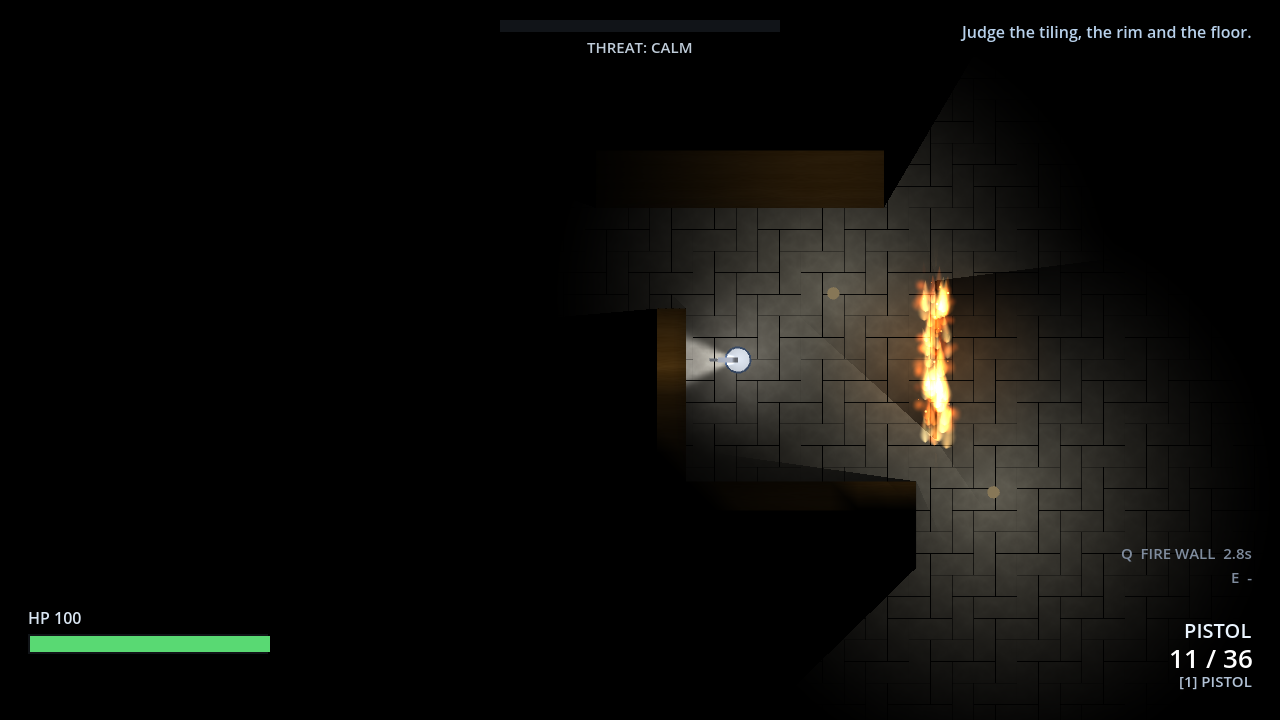 Judge the tiling, the rim and the floor.
THREAT: CALM
Q FIRE WALL 2.8s
E -
HP 100
PISTOL
11 / 36
[1] PISTOL